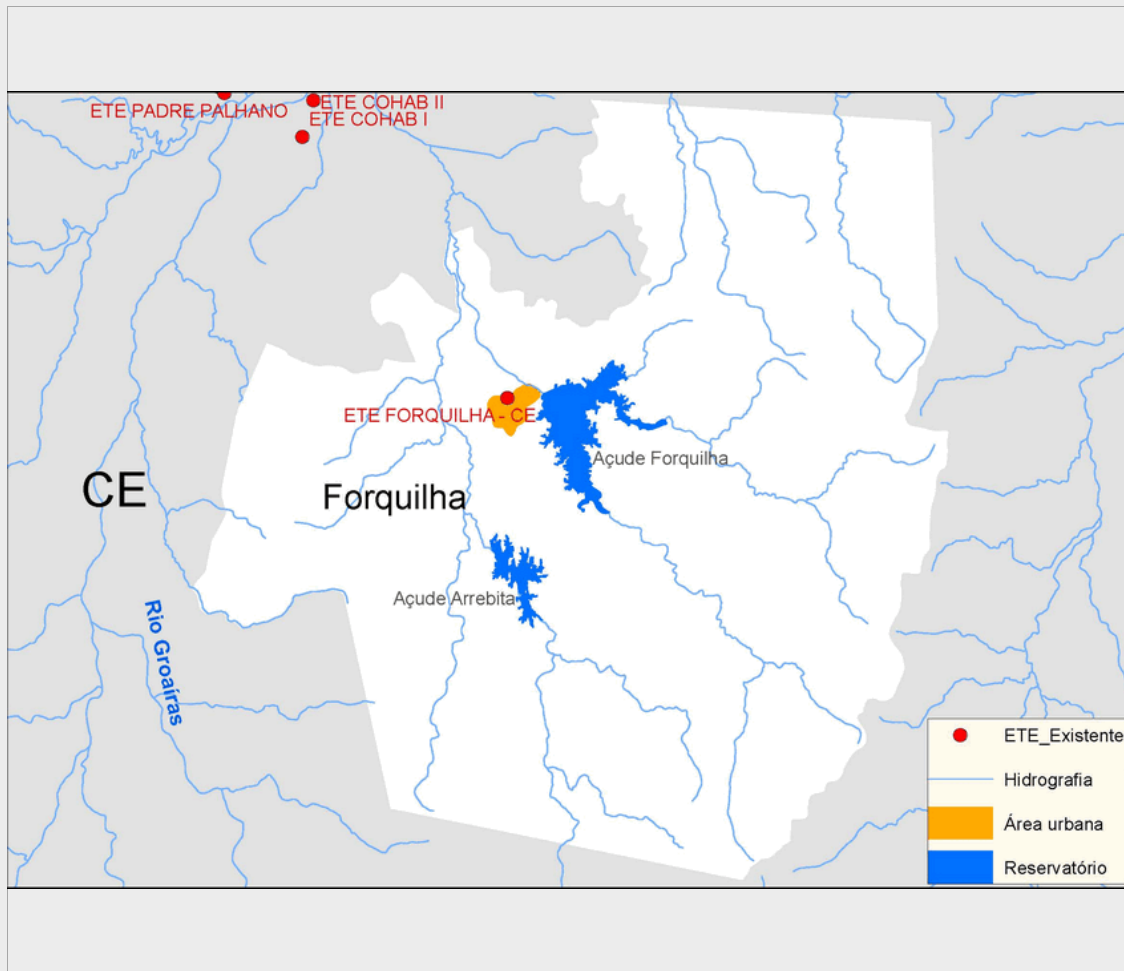 ETE COHAB II
ETE PADRE PALHANO
ETE COHAB I
ETE FORQUILHA - CE
Açude Forquilha
CE
Forquilha
Açude Arrebita
Rio Groaíras
ETE_Existente
Hidrografia
Área urbana
Reservatório